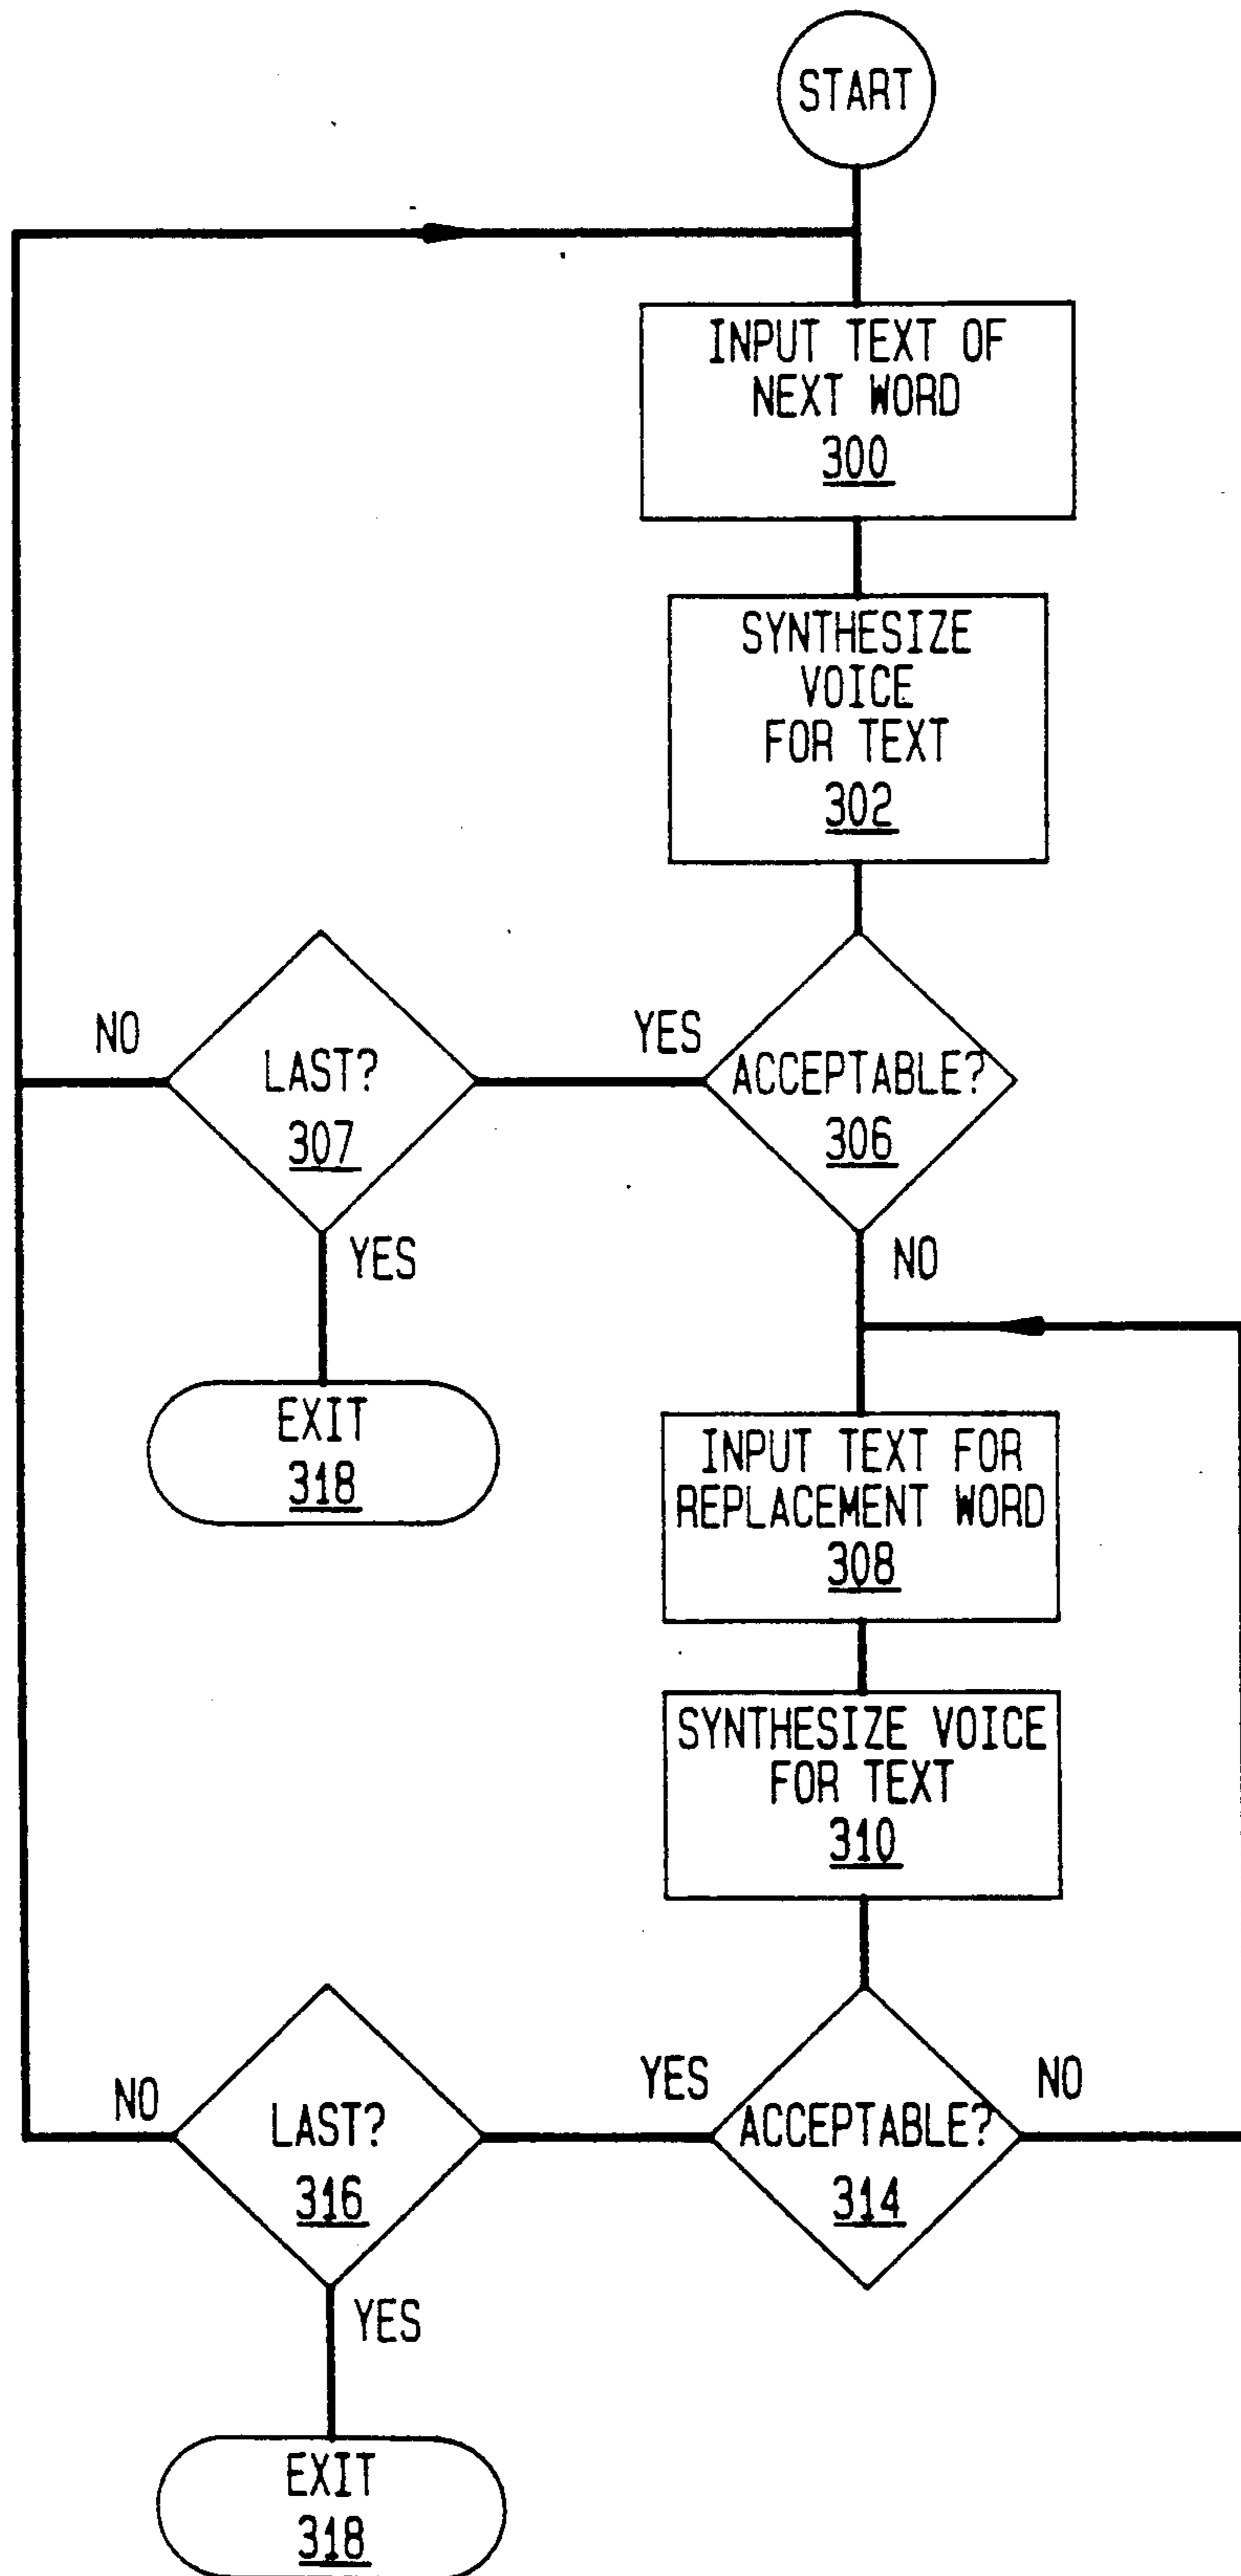 START
INPUT TEXT OF
NEXT WORD
300
SYNTHESIZE
VOICE
FOR TEXT
302
NO
LAST?
307
YES
ACCEPTABLE?
306
YES
NO
EXIT
318
INPUT TEXT FOR
REPLACEMENT WORD
308
SYNTHESIZE VOICE
FOR TEXT
310
NO
LAST?
316
YES
ACCEPTABLE?
314
NO
YES
EXIT
318